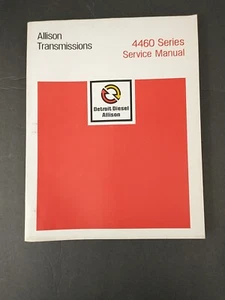 Allison
Transmissions
4460 Series
Service Manual
Detroit Diesel
Allison